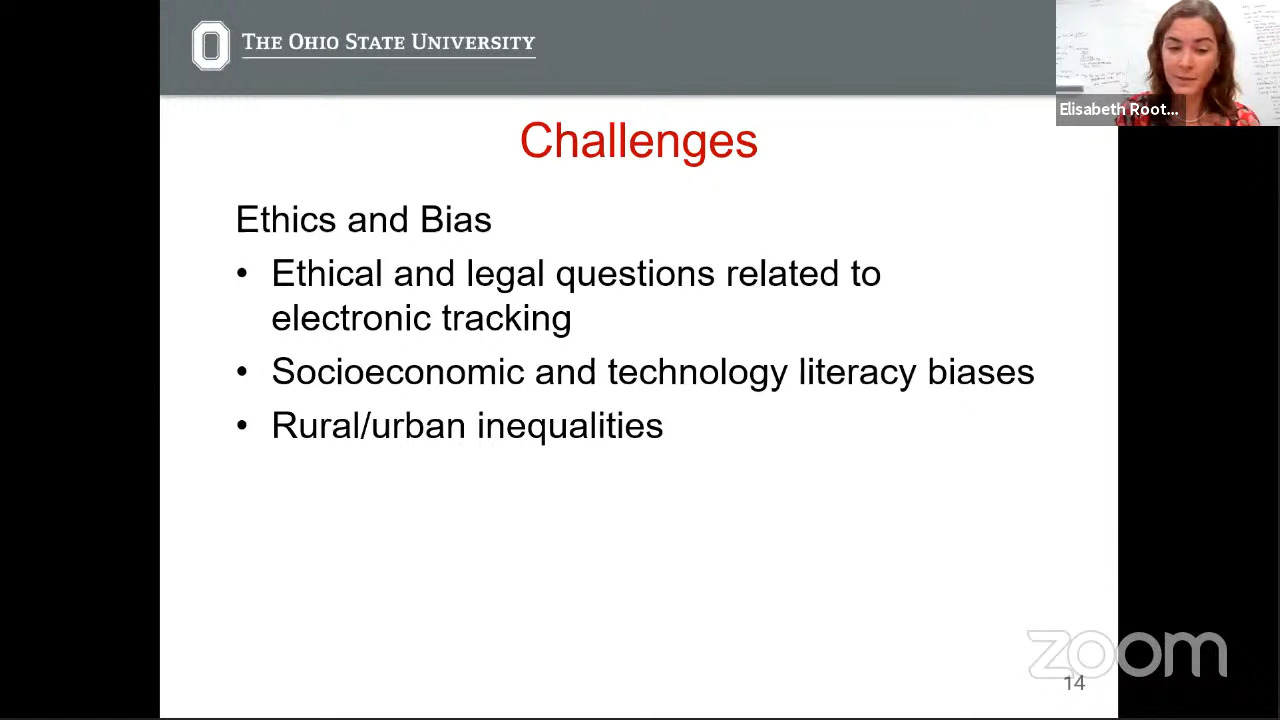 THE OHIO STATE UNIVERSITY
Elisabeth Root...
Challenges
Ethics and Bias
• Ethical and legal questions related to
electronic tracking
• Socioeconomic and technology literacy biases
• Rural/urban inequalities
zoom
14